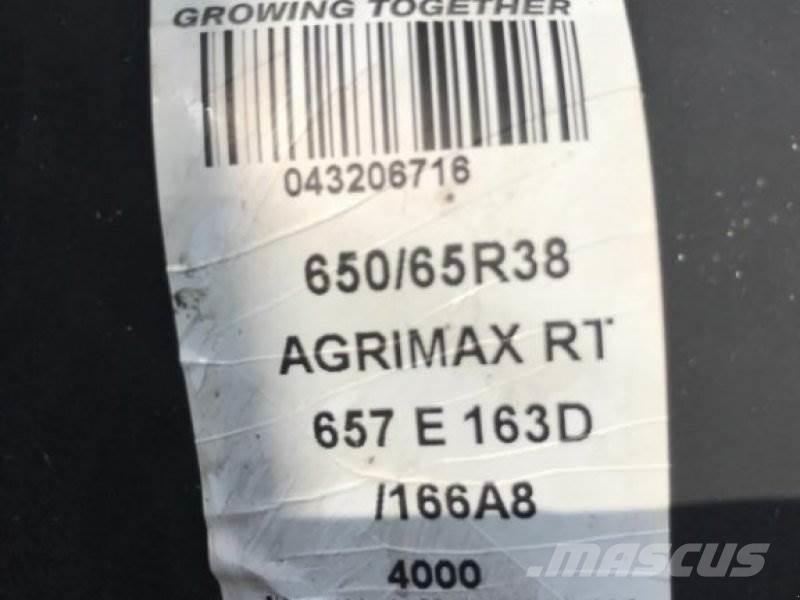 GROWING TOGETHER
043206716
650/65R38
AGRIMAX RT
657 E 163D
/166A8
4000
MASCUS